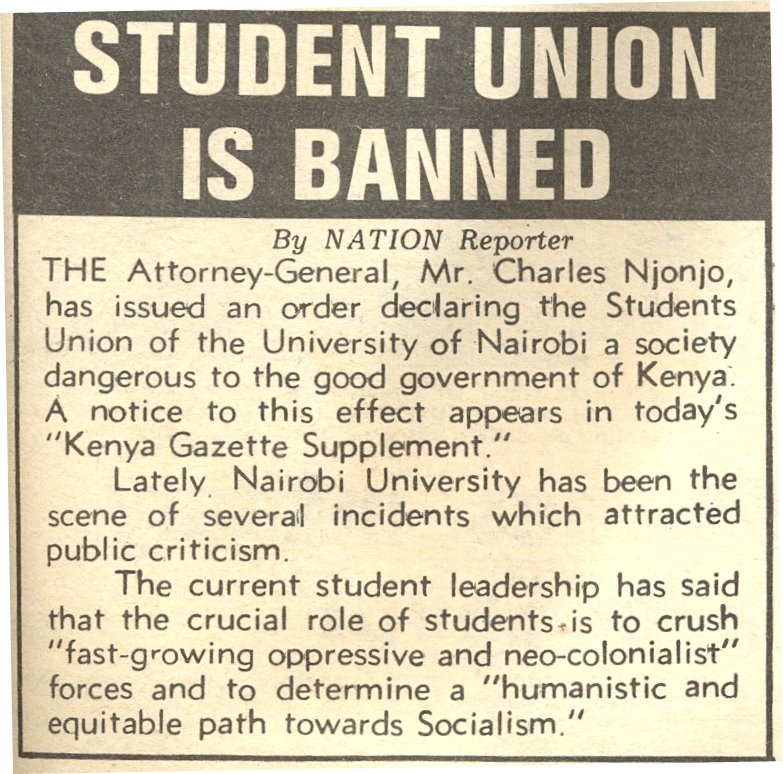 STUDENT UNION
IS BANNED
By NATION Reporter
THE Attorney-General, Mr. Charles Njonjo,
has issued an order declaring the Students
Union of the University of Nairobi a society
dangerous to the good government of Kenya.
A notice to this effect appears in today's
"Kenya Gazette Supplement."
Lately, Nairobi University has been the
scene of several incidents which attracted
public criticism.
The current student leadership has said
that the crucial role of students is to crush
"fast-growing oppressive and neo-colonialist"
forces and to determine a "humanistic and
equitable path towards Socialism."